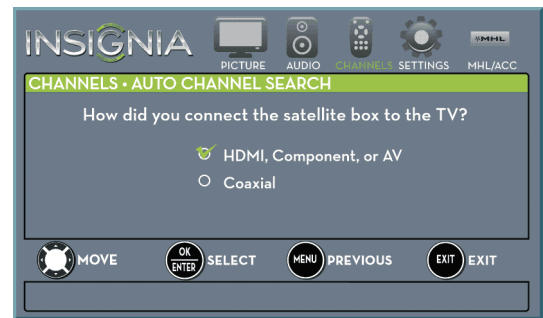 INSIGNIA
PICTURE AUDIO CHANNELS SETTINGS MHL MHL/ACC
CHANNELS • AUTO CHANNEL SEARCH
How did you connect the satellite box to the TV?
HDMI, Component, or AV
Coaxial
MOVE OK ENTER SELECT MENU PREVIOUS EXIT EXIT